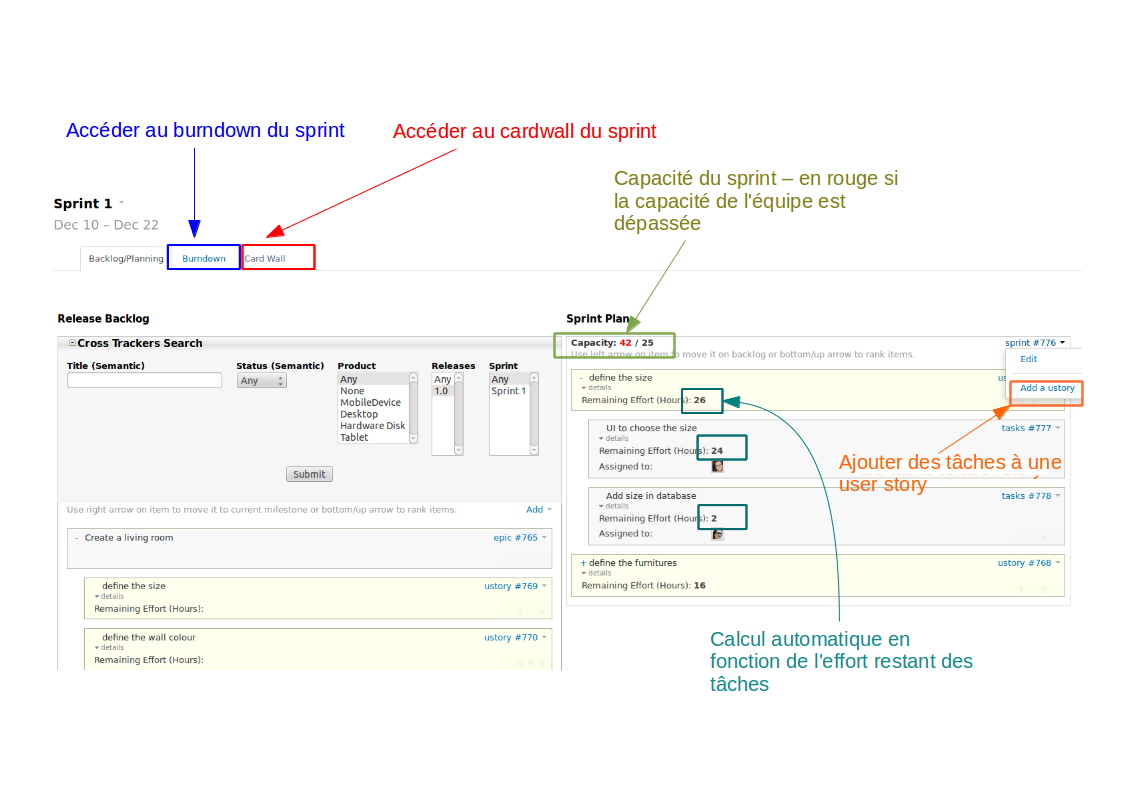 Accéder au burndown du sprint
Accéder au cardwall du sprint
Capacité du sprint – en rouge si
la capacité de l'équipe est
dépassée
Sprint 1
Dec 10 – Dec 22
Backlog/Planning
Burndown
Card Wall
Release Backlog
Cross Trackers Search
Title (Semantic)
Status (Semantic)
Any
Product
Any
None
MobileDevice
Desktop
Hardware Disk
Tablet
Releases
Any
1.0
Sprint
Any
Sprint 1
Submit
Use right arrow on item to move it to current milestone or bottom/up arrow to rank items.
Add
- Create a living room
epic #765
define the size
ustory #769
details
Remaining Effort (Hours):
define the wall colour
ustory #770
details
Remaining Effort (Hours):
Sprint Plan
Capacity: 42 / 25
sprint #776
Use left arrow on item to move it on backlog or bottom/up arrow to rank items.
Edit
Add a ustory
- define the size
us
details
Remaining Effort (Hours): 26
UI to choose the size
tasks #777
details
Remaining Effort (Hours): 24
Assigned to:
Ajouter des tâches à une
user story
Add size in database
tasks #778
details
Remaining Effort (Hours): 2
Assigned to:
+ define the furnitures
ustory #768
details
Remaining Effort (Hours): 16
Calcul automatique en
fonction de l'effort restant des
tâches